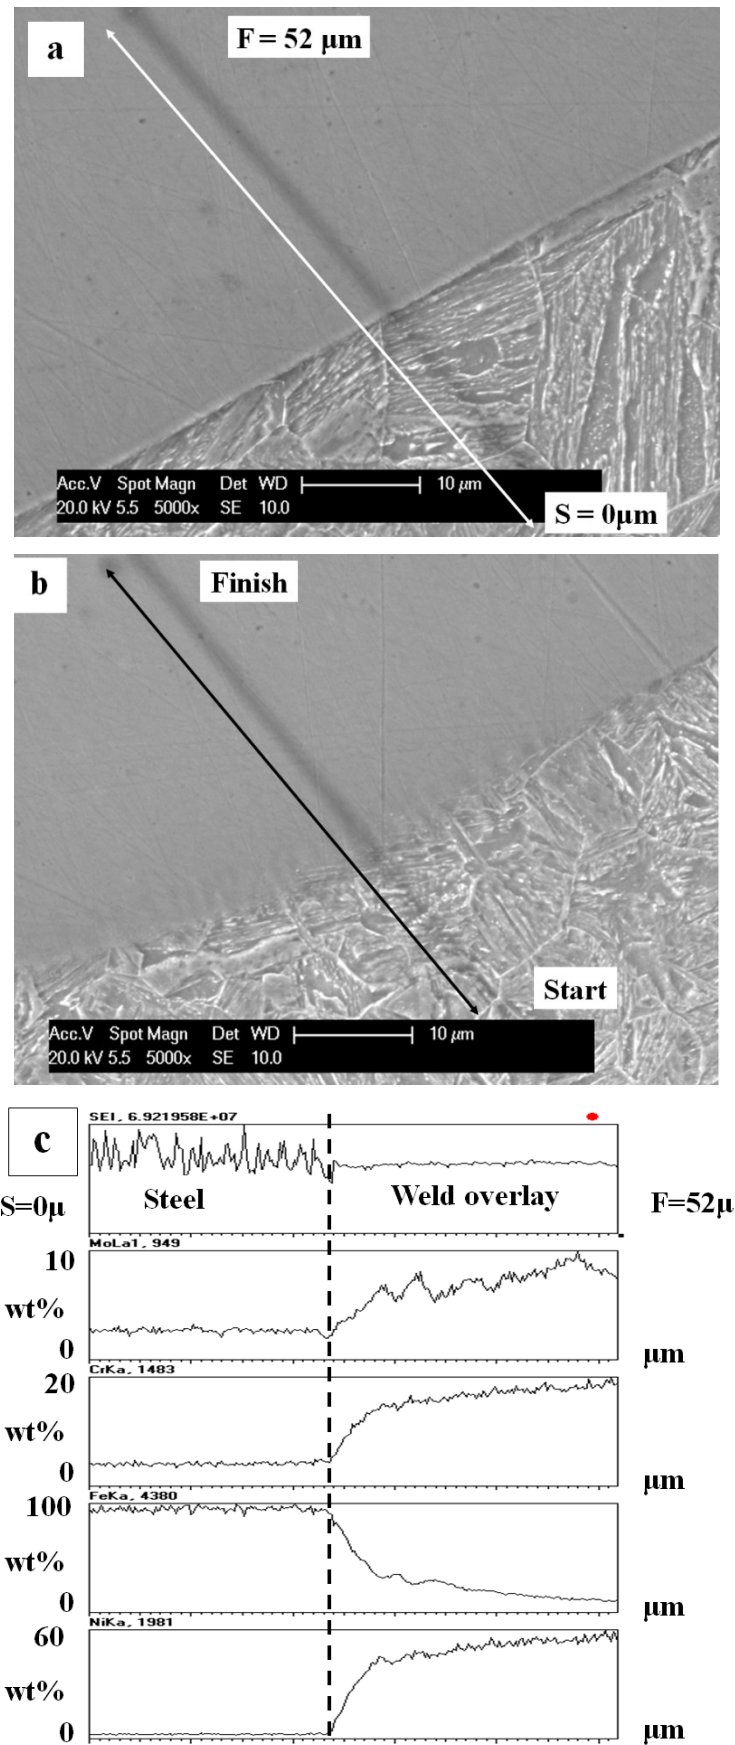 a
F = 52 µm
Acc.V Spot Magn Det WD 10 µm
20.0 kV 5.5 5000x SE 10.0
S = 0µm
b
Finish
Start
Acc.V Spot Magn Det WD 10 µm
20.0 kV 5.5 5000x SE 10.0
c
SEI, 6.921958E+07
S=0µ
Steel
Weld overlay
F=52µ
MoLa1, 949
10
wt%
0
µm
CrKa, 1483
20
wt%
0
µm
FeKa, 4380
100
wt%
0
µm
NiKa, 1981
60
wt%
0
µm